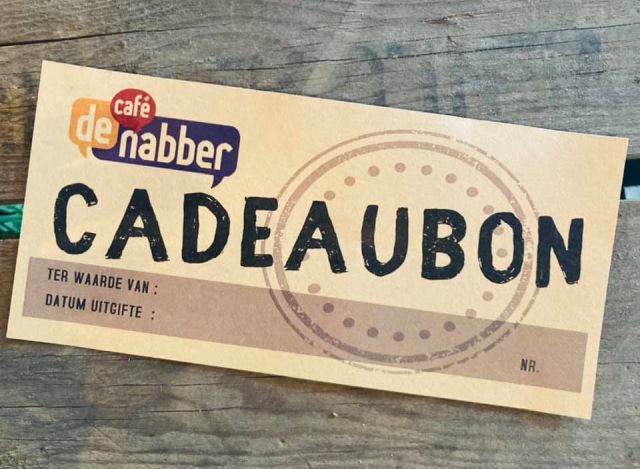 café
de nabber
CADEAUBON
TER WAARDE VAN :
DATUM UITGIFTE :
NR.